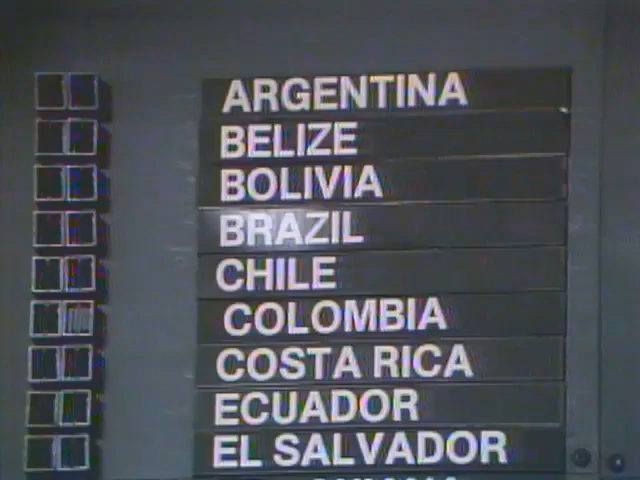 ARGENTINA
BELIZE
BOLIVIA
BRAZIL
CHILE
COLOMBIA
COSTA RICA
ECUADOR
EL SALVADOR